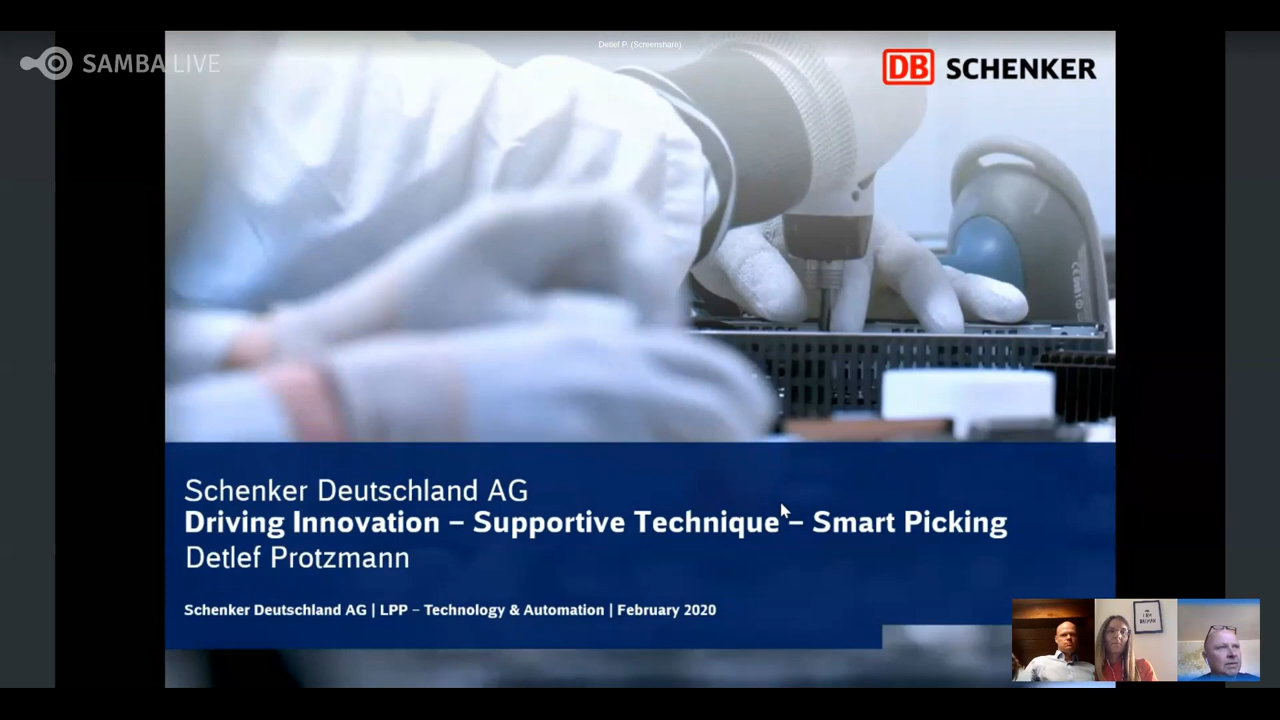 Detlef P. (Screenshare)
SAMBA LIVE
DB SCHENKER
Schenker Deutschland AG
Driving Innovation – Supportive Technique – Smart Picking
Detlef Protzmann
Schenker Deutschland AG | LPP – Technology & Automation | February 2020